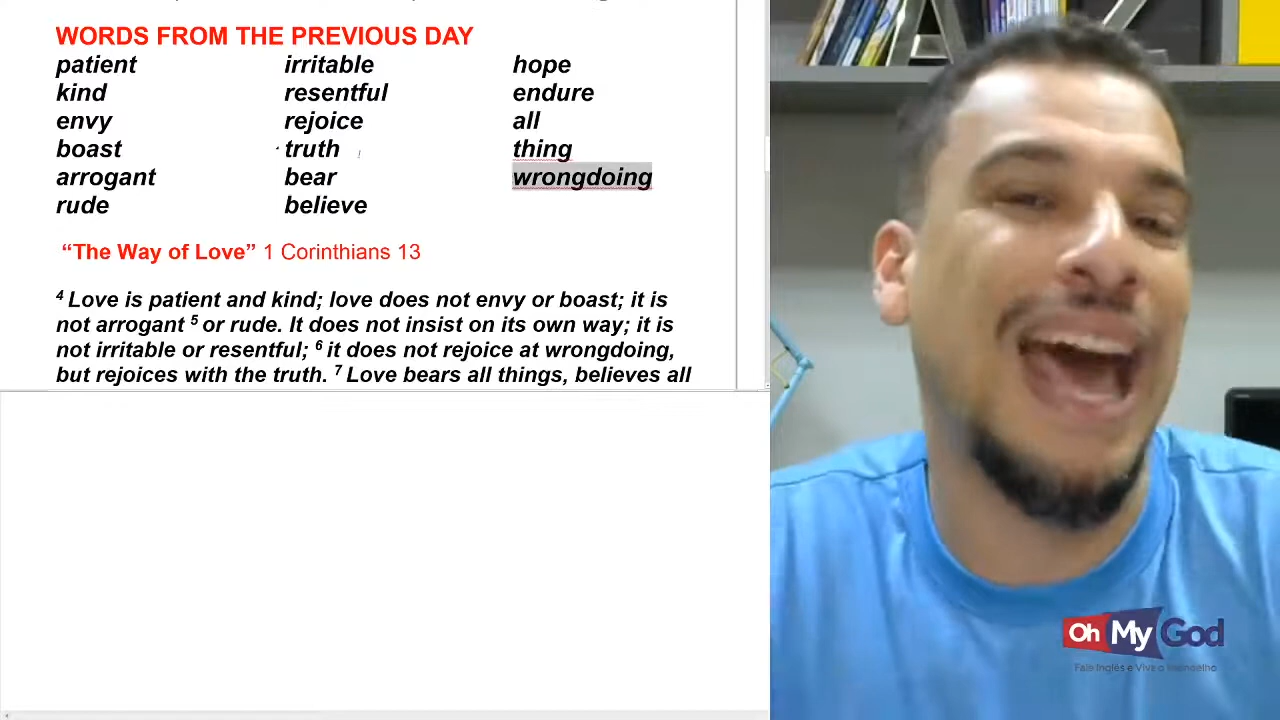 WORDS FROM THE PREVIOUS DAY
patient irritable hope
kind resentful endure
envy rejoice all
boast truth thing
arrogant bear wrongdoing
rude believe
“The Way of Love” 1 Corinthians 13
4 Love is patient and kind; love does not envy or boast; it is
not arrogant 5 or rude. It does not insist on its own way; it is
not irritable or resentful; 6 it does not rejoice at wrongdoing,
but rejoices with the truth. 7 Love bears all things, believes all
Oh My God
Fale Inglês e Viva o